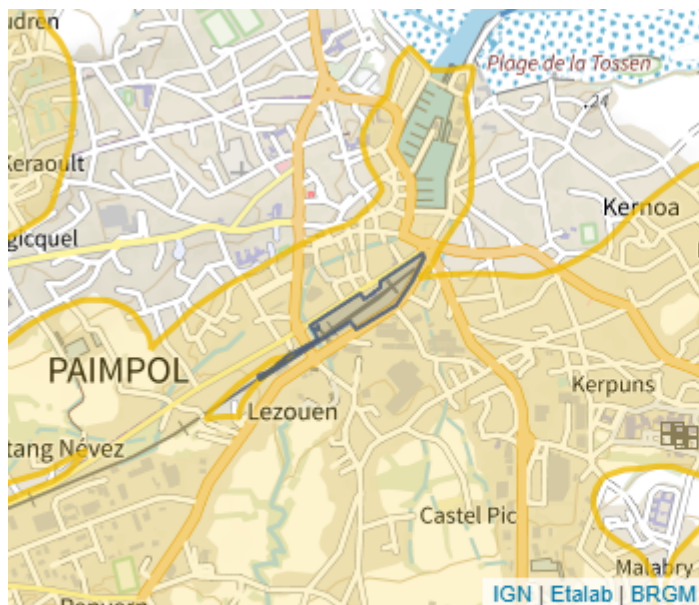 udren
Plage de la Tossen
24
Keraoult
Kernoa
gicquel
PAIMPOL
Kerpuns
Lezouen
tang Névez
Castel Pic
Malabry
IGN | Etalab | BRGM